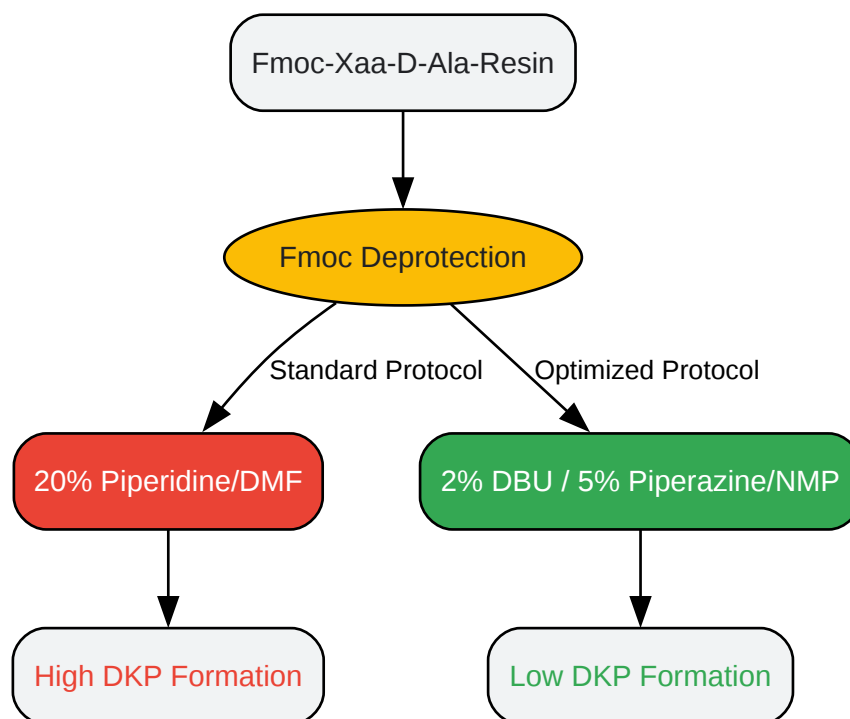 Fmoc-Xaa-D-Ala-Resin
Fmoc Deprotection
Standard Protocol
Optimized Protocol
20% Piperidine/DMF
2% DBU / 5% Piperazine/NMP
High DKP Formation
Low DKP Formation